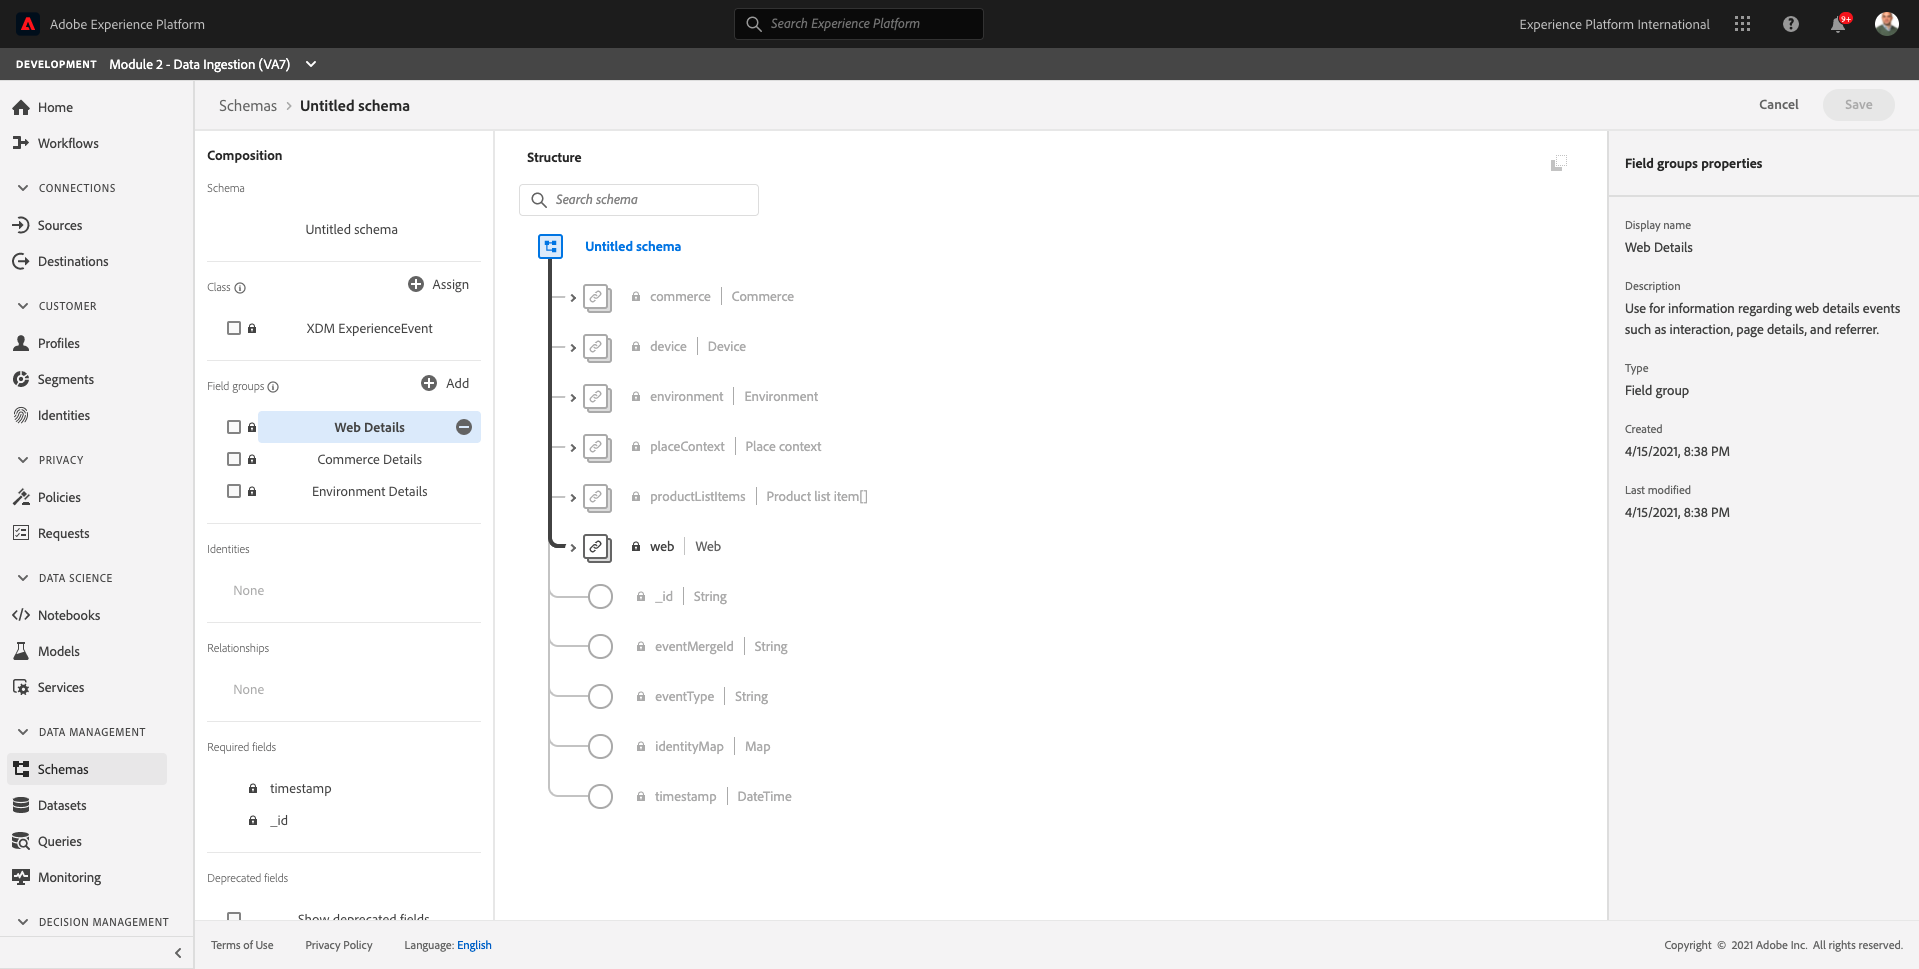 Adobe Experience Platform
Search Experience Platform
Experience Platform International
9+
DEVELOPMENT Module 2 - Data Ingestion (VA7)
Home
Workflows
CONNECTIONS
Sources
Destinations
CUSTOMER
Profiles
Segments
Identities
PRIVACY
Policies
Requests
DATA SCIENCE
Notebooks
Models
Services
DATA MANAGEMENT
Schemas
Datasets
Queries
Monitoring
DECISION MANAGEMENT
Schemas > Untitled schema
Cancel
Save
Composition
Schema
Untitled schema
Class
Assign
XDM ExperienceEvent
Field groups
Add
Web Details
Commerce Details
Environment Details
Identities
None
Relationships
None
Required fields
timestamp
_id
Deprecated fields
Show deprecated fields
Structure
Search schema
Untitled schema
commerce | Commerce
device | Device
environment | Environment
placeContext | Place context
productListItems | Product list item[]
web | Web
_id | String
eventMergeId | String
eventType | String
identityMap | Map
timestamp | DateTime
Field groups properties
Display name
Web Details
Description
Use for information regarding web details events
such as interaction, page details, and referrer.
Type
Field group
Created
4/15/2021, 8:38 PM
Last modified
4/15/2021, 8:38 PM
Terms of Use
Privacy Policy
Language: English
Copyright © 2021 Adobe Inc. All rights reserved.